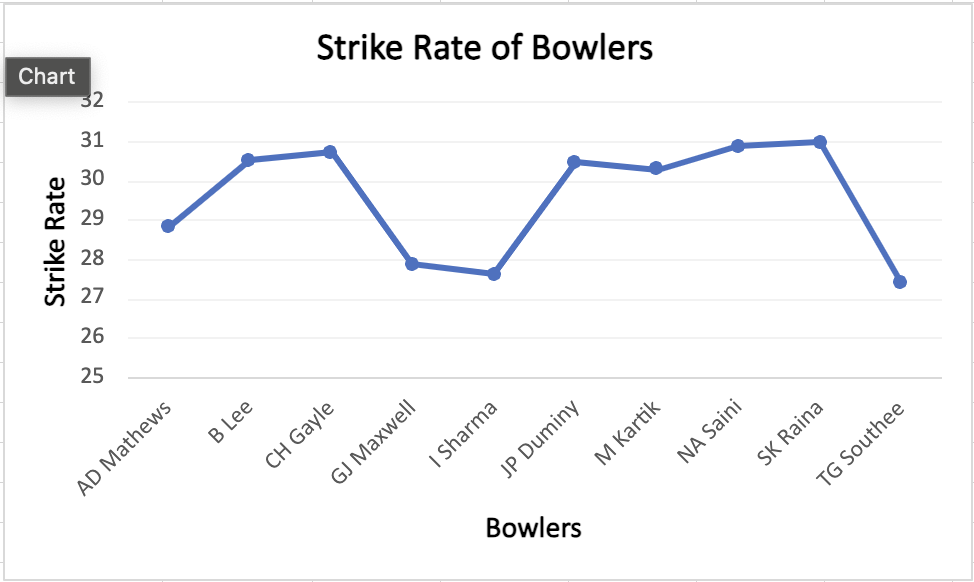 Strike Rate of Bowlers
Chart
32
31
30
29
28
27
26
25
Strike Rate
AD Mathews
B Lee
CH Gayle
GJ Maxwell
I Sharma
JP Duminy
M Kartik
NA Saini
SK Raina
TG Southee
Bowlers